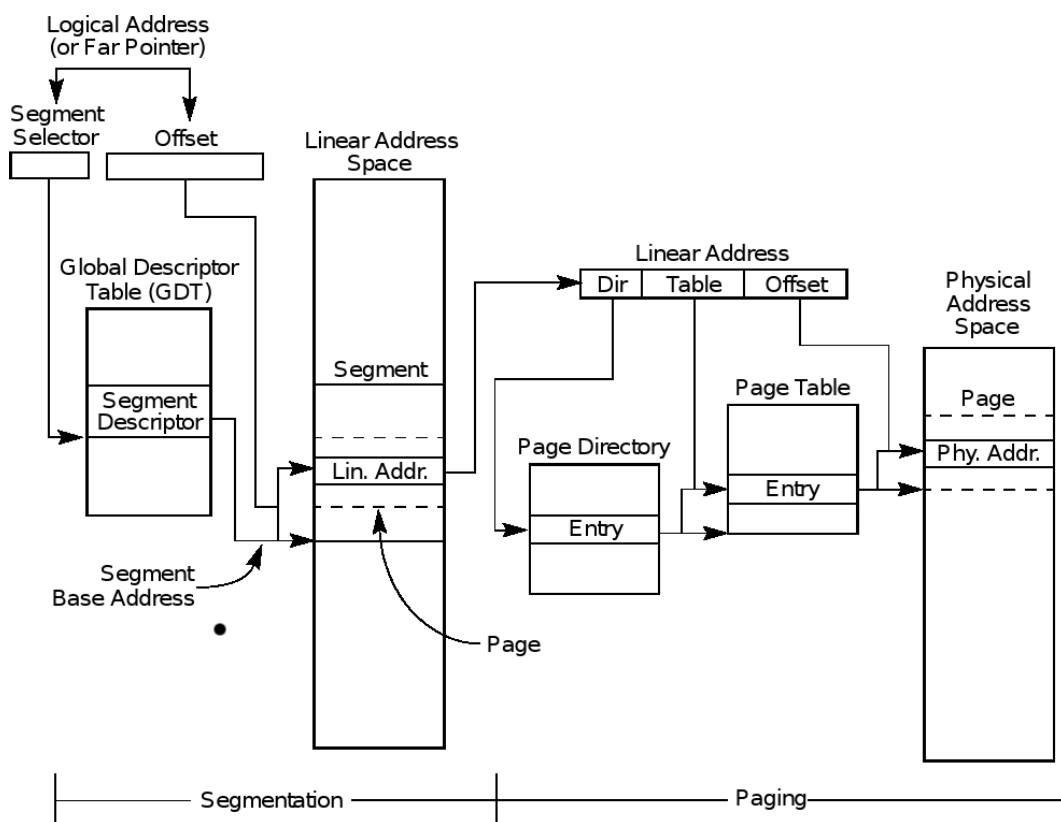 Logical Address
(or Far Pointer)
Segment
Selector
Offset
Linear Address
Space
Global Descriptor
Table (GDT)
Linear Address
Dir
Table
Offset
Physical
Address
Space
Segment
Segment
Descriptor
Page Table
Page
Page Directory
Lin. Addr.
Phy. Addr.
Entry
Entry
Segment
Base Address
Page
Segmentation
Paging